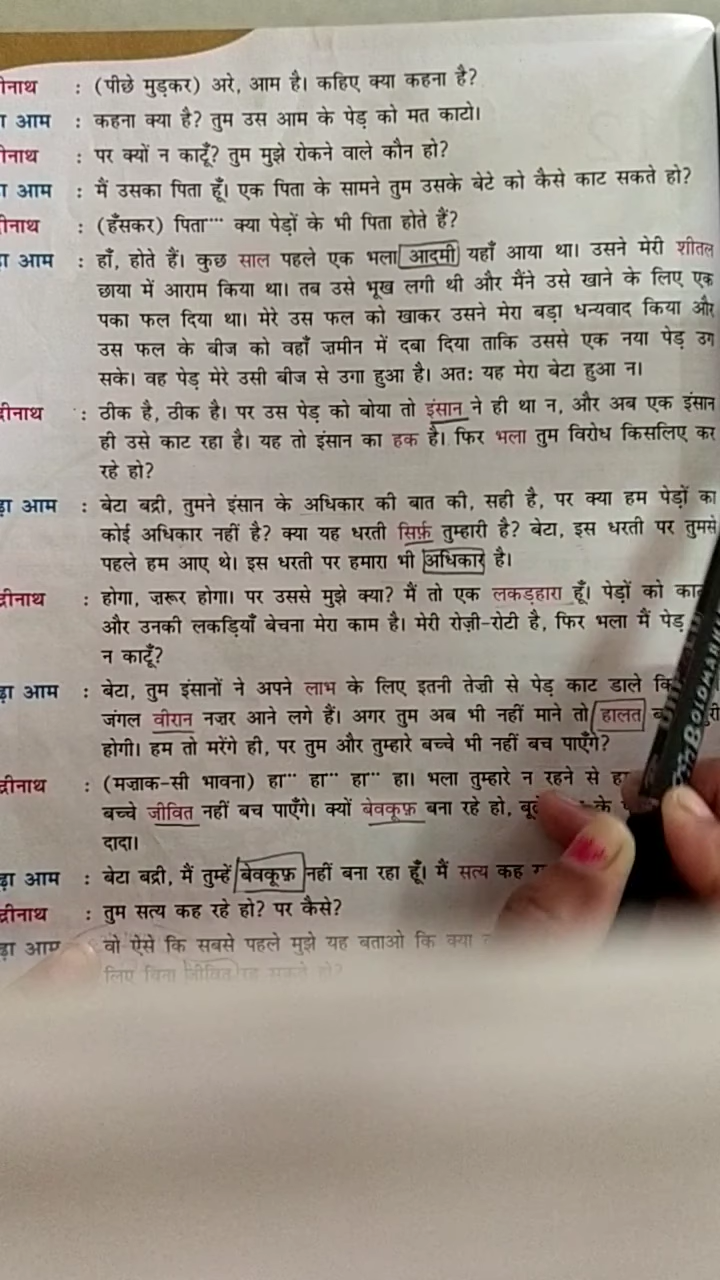 ीनाथ : (पीछे मुड़कर) अरे, आम है। कहिए क्या कहना है?
ा आम : कहना क्या है? तुम उस आम के पेड़ को मत काटो।
ीनाथ : पर क्यों न काटूँ? तुम मुझे रोकने वाले कौन हो?
ा आम : मैं उसका पिता हूँ। एक पिता के सामने तुम उसके बेटे को कैसे काट सकते हो?
ीनाथ : (हँसकर) पिता.... क्या पेड़ों के भी पिता होते हैं?
ा आम : हाँ, होते हैं। कुछ साल पहले एक भला आदमी यहाँ आया था। उसने मेरी शीतल
छाया में आराम किया था। तब उसे भूख लगी थी और मैंने उसे खाने के लिए एक
पका फल दिया था। मेरे उस फल को खाकर उसने मेरा बड़ा धन्यवाद किया और
उस फल के बीज को वहाँ ज़मीन में दबा दिया ताकि उससे एक नया पेड़ उग
सके। वह पेड़ मेरे उसी बीज से उगा हुआ है। अतः यह मेरा बेटा हुआ न।
द्रीनाथ : ठीक है, ठीक है। पर उस पेड़ को बोया तो इंसान ने ही था न, और अब एक इंसान
ही उसे काट रहा है। यह तो इंसान का हक है। फिर भला तुम विरोध किसलिए कर
रहे हो?
ढ़ा आम : बेटा बद्री, तुमने इंसान के अधिकार की बात की, सही है, पर क्या हम पेड़ों का
कोई अधिकार नहीं है? क्या यह धरती सिर्फ़ तुम्हारी है? बेटा, इस धरती पर तुमसे
पहले हम आए थे। इस धरती पर हमारा भी अधिकार है।
द्रीनाथ : होगा, ज़रूर होगा। पर उससे मुझे क्या? मैं तो एक लकड़हारा हूँ। पेड़ों को
और उनकी लकड़ियाँ बेचना मेरा काम है। मेरी रोज़ी-रोटी है, फिर भला मैं पेड़
न काटूँ?
ढ़ा आम : बेटा, तुम इंसानों ने अपने लाभ के लिए इतनी तेज़ी से पेड़ काट डाले कि
जंगल वीरान नज़र आने लगे हैं। अगर तुम अब भी नहीं माने तो हालत
होगी। हम तो मरेंगे ही, पर तुम और तुम्हारे बच्चे भी नहीं बच पाएँगे?
द्रीनाथ : (मज़ाक-सी भावना) हा... हा... हा... हा। भला तुम्हारे न रहने से
बच्चे जीवित नहीं बच पाएँगे। क्यों बेवकूफ़ बना रहे हो, के
दादा।
ढ़ा आम : बेटा बद्री, मैं तुम्हें बेवकूफ़ नहीं बना रहा हूँ। मैं सत्य कह
द्रीनाथ : तुम सत्य कह रहे हो? पर कैसे?
ढ़ा आम वो ऐसे कि सबसे पहले मुझे यह बताओ कि क्या
लिए बिना जीवित रह सकते हो?